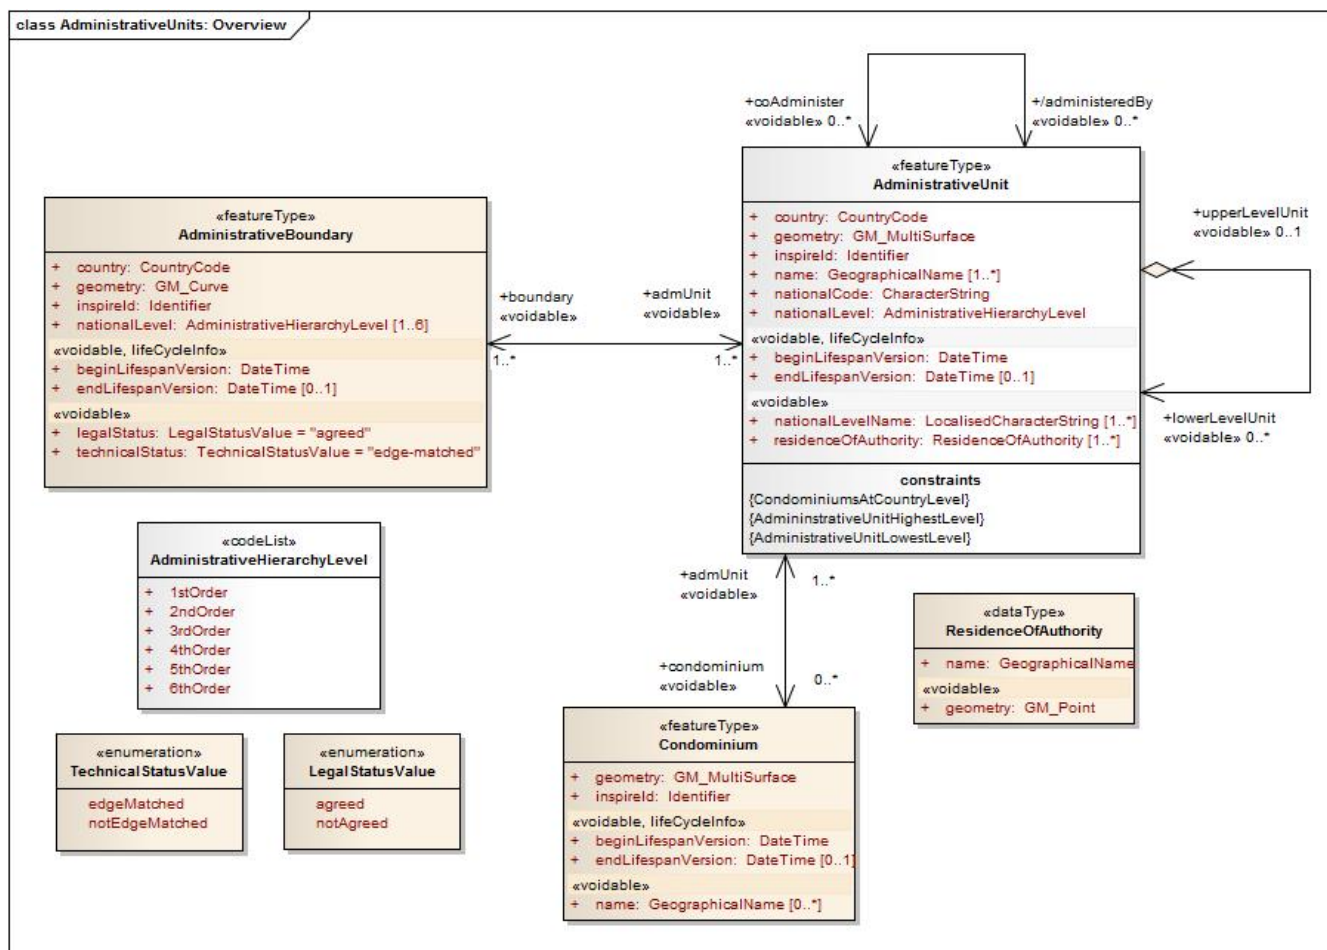 class AdministrativeUnits: Overview
+coAdminister
«voidable» 0..*
+/administeredBy
«voidable» 0..*
«featureType»
AdministrativeUnit
+ country: CountryCode
+ geometry: GM_MultiSurface
+ inspireId: Identifier
+ name: GeographicalName [1..*]
+ nationalCode: CharacterString
+ nationalLevel: AdministrativeHierarchyLevel
«voidable, lifeCycleInfo»
+ beginLifespanVersion: DateTime
+ endLifespanVersion: DateTime [0..1]
«voidable»
+ nationalLevelName: LocalisedCharacterString [1..*]
+ residenceOfAuthority: ResidenceOfAuthority [1..*]
constraints
{CondominiumsAtCountryLevel}
{AdmininstrativeUnitHighestLevel}
{AdministrativeUnitLowestLevel}
+upperLevelUnit
«voidable» 0..1
+lowerLevelUnit
«voidable» 0..*
«featureType»
AdministrativeBoundary
+ country: CountryCode
+ geometry: GM_Curve
+ inspireId: Identifier
+ nationalLevel: AdministrativeHierarchyLevel [1..6]
«voidable, lifeCycleInfo»
+ beginLifespanVersion: DateTime
+ endLifespanVersion: DateTime [0..1]
«voidable»
+ legalStatus: LegalStatusValue = "agreed"
+ technicalStatus: TechnicalStatusValue = "edge-matched"
+boundary
«voidable»
1..*
+admUnit
«voidable»
1..*
«codeList»
AdministrativeHierarchyLevel
+ 1stOrder
+ 2ndOrder
+ 3rdOrder
+ 4thOrder
+ 5thOrder
+ 6thOrder
+admUnit
«voidable»
1..*
+condominium
«voidable»
0..*
«dataType»
ResidenceOfAuthority
+ name: GeographicalName
«voidable»
+ geometry: GM_Point
«enumeration»
TechnicalStatusValue
edgeMatched
notEdgeMatched
«enumeration»
LegalStatusValue
agreed
notAgreed
«featureType»
Condominium
+ geometry: GM_MultiSurface
+ inspireId: Identifier
«voidable, lifeCycleInfo»
+ beginLifespanVersion: DateTime
+ endLifespanVersion: DateTime [0..1]
«voidable»
+ name: GeographicalName [0..*]